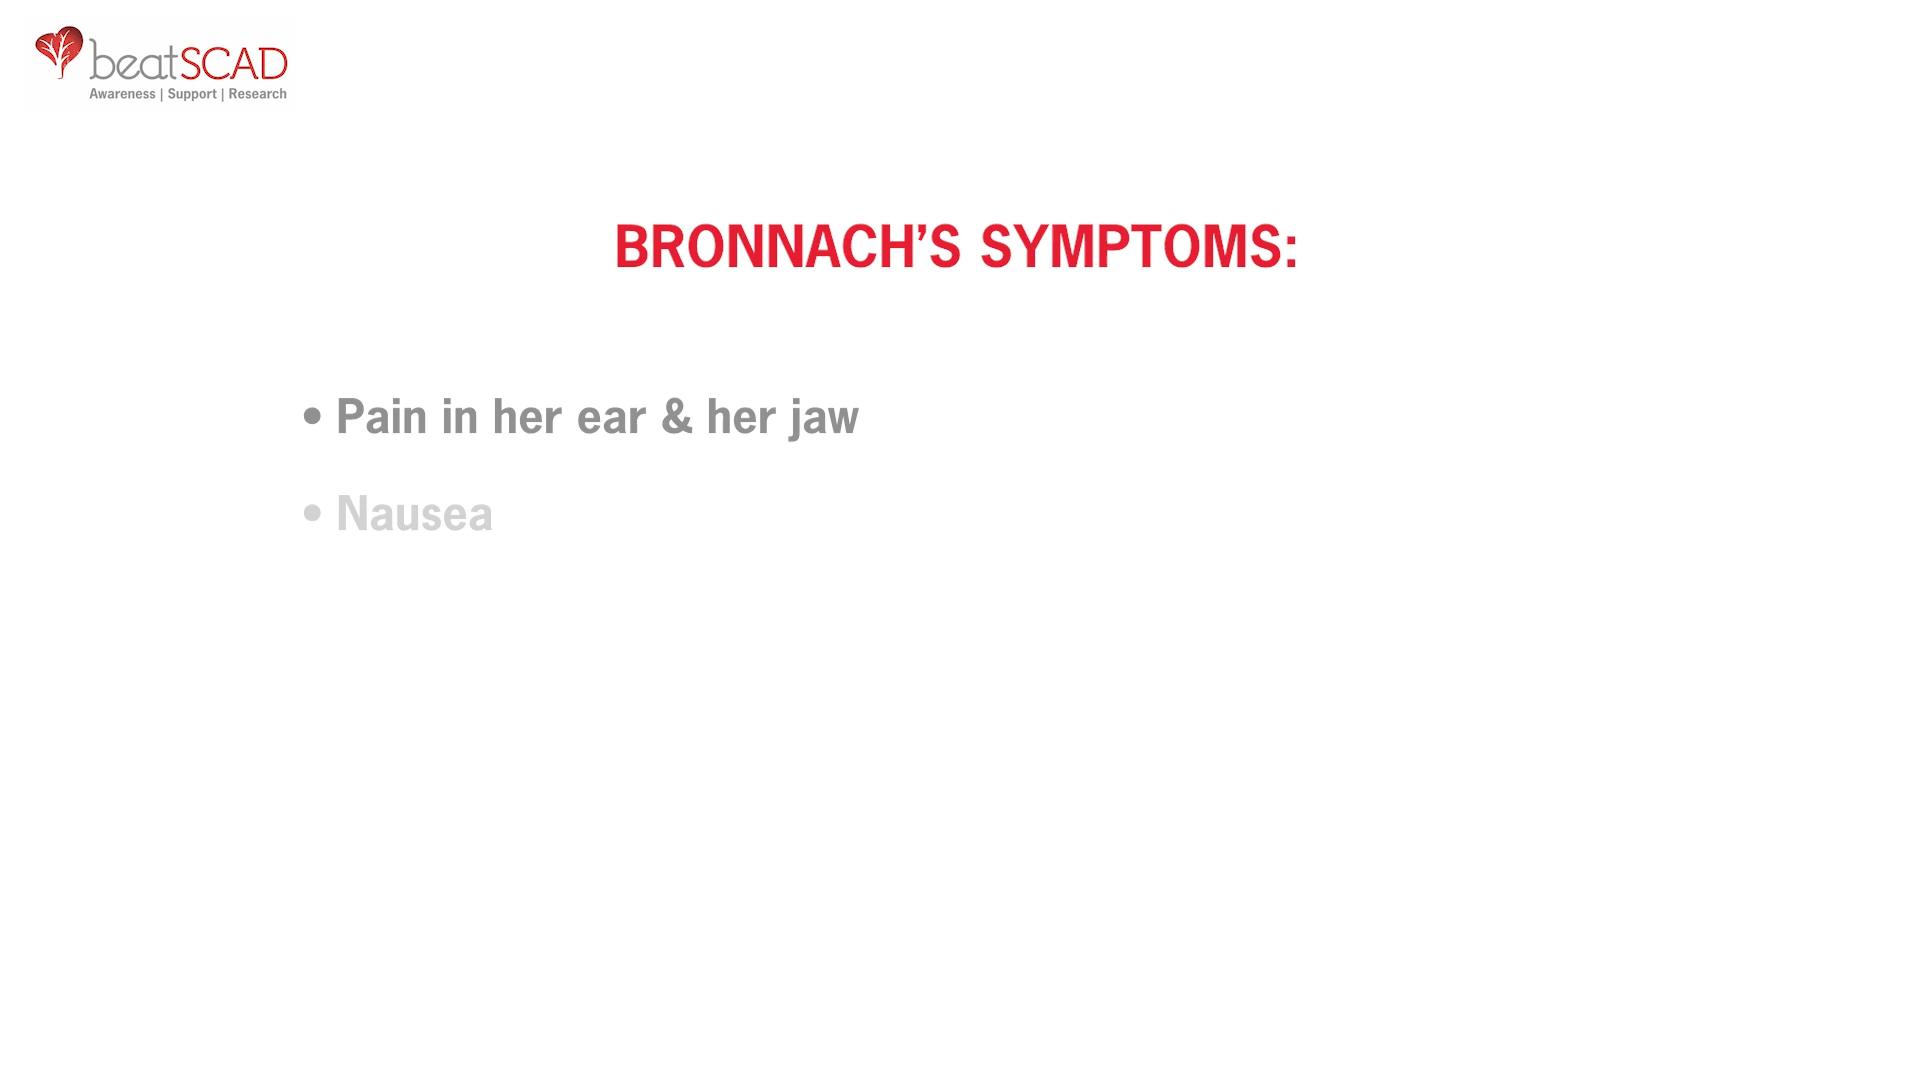 beatSCAD
Awareness | Support | Research
BRONNACH’S SYMPTOMS:
• Pain in her ear & her jaw
• Nausea